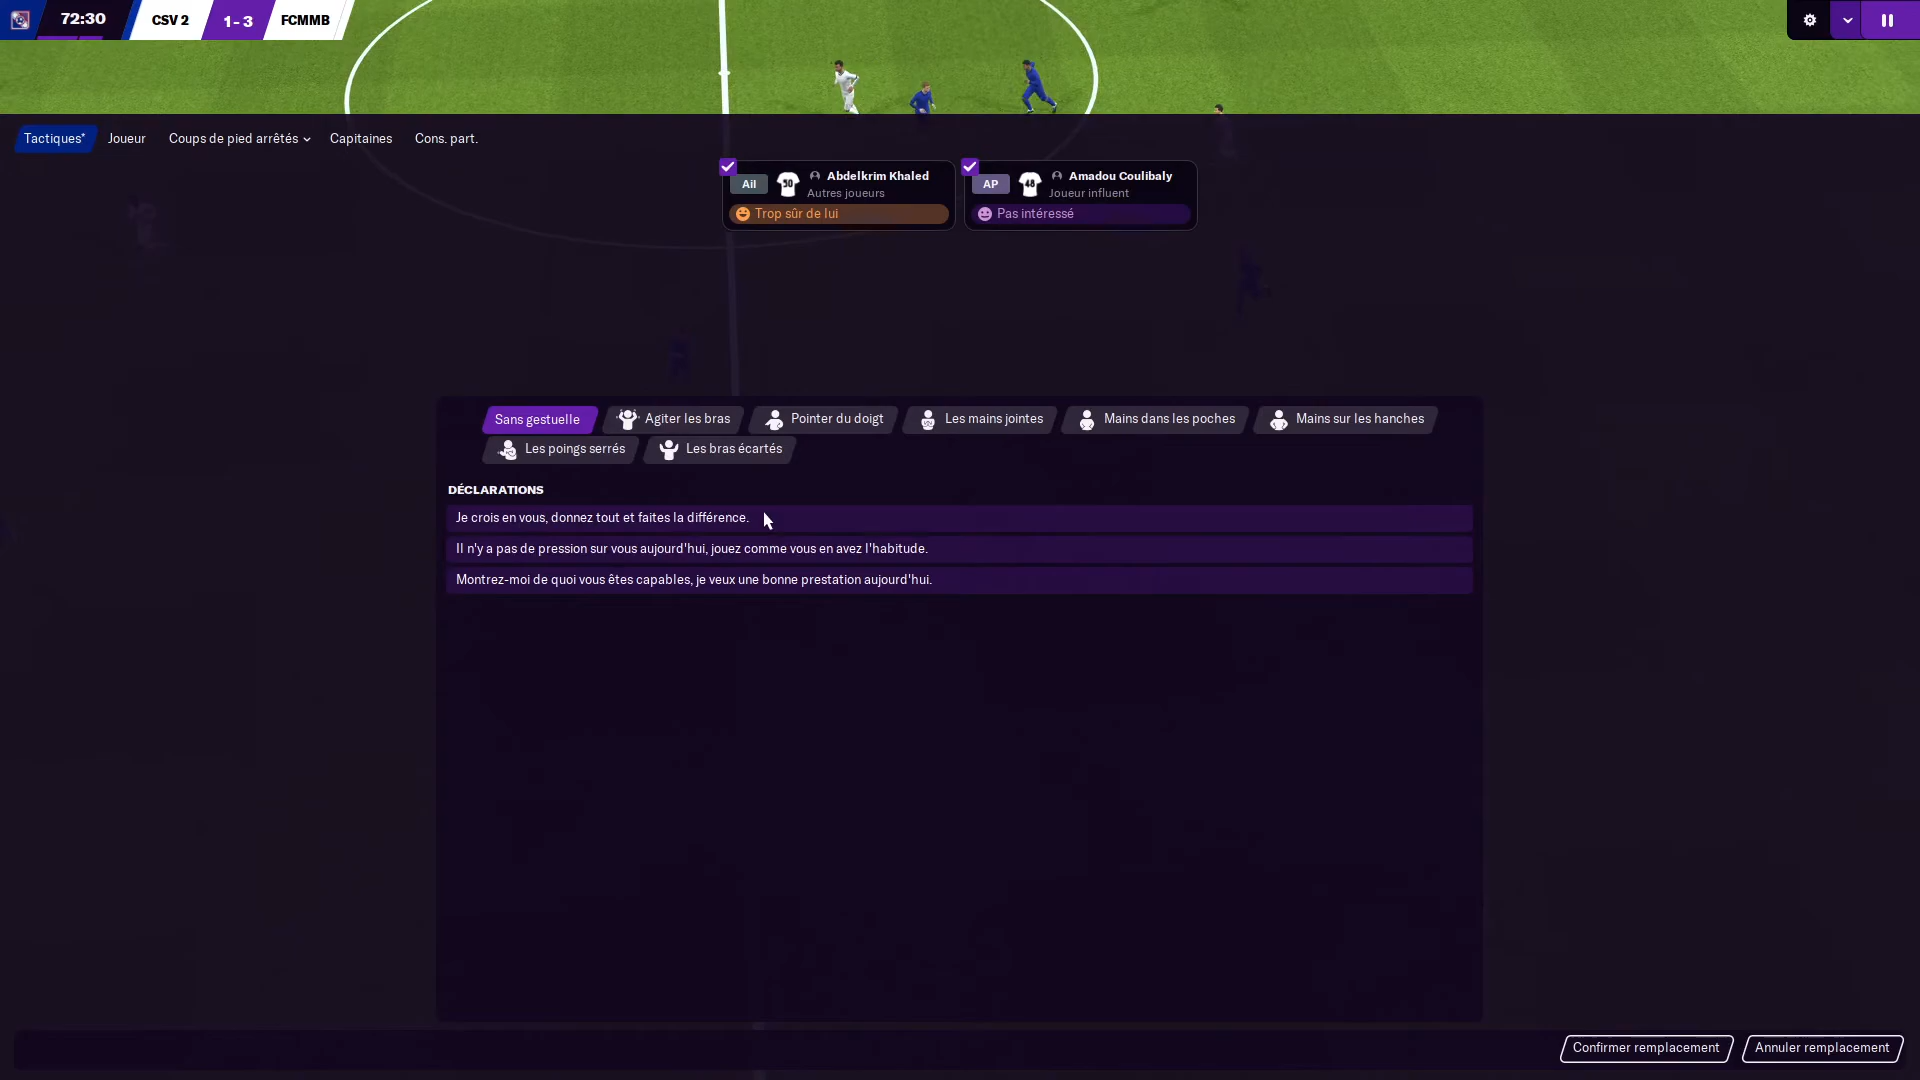 72:30 CSV 2 1 - 3 FCMMB
Tactiques* Joueur Coups de pied arrêtés Capitaines Cons. part.
Ail 50 Abdelkrim Khaled
Autres joueurs
Trop sûr de lui
AP 48 Amadou Coulibaly
Joueur influent
Pas intéressé
Sans gestuelle Agiter les bras Pointer du doigt Les mains jointes Mains dans les poches Mains sur les hanches
Les poings serrés Les bras écartés
DÉCLARATIONS
Je crois en vous, donnez tout et faites la différence.
Il n'y a pas de pression sur vous aujourd'hui, jouez comme vous en avez l'habitude.
Montrez-moi de quoi vous êtes capables, je veux une bonne prestation aujourd'hui.
Confirmer remplacement Annuler remplacement